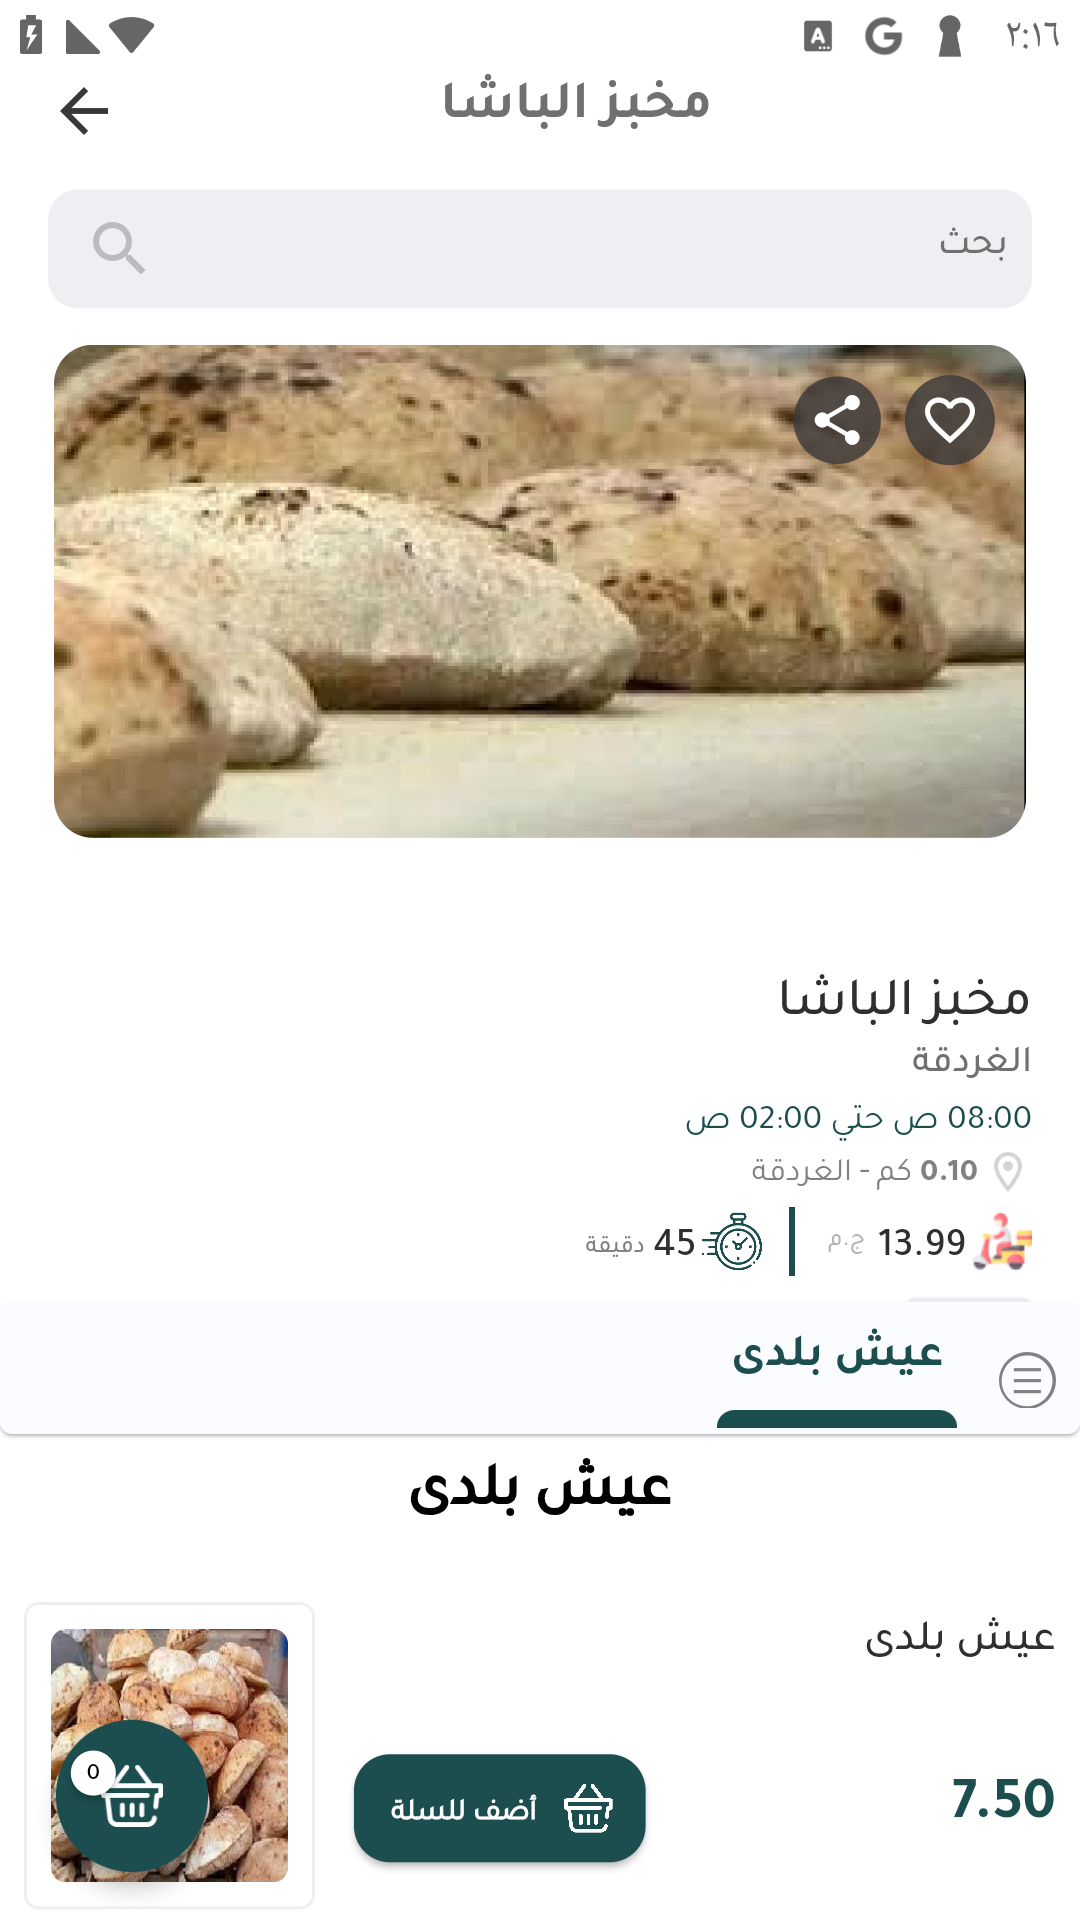 ٢:١٦
مخبز الباشا
بحث
مخبز الباشا
الغردقة
08:00 ص حتي 02:00 ص
0.10 كم - الغردقة
13.99 ج.م
45 دقيقة
عيش بلدى
عيش بلدى
عيش بلدى
7.50
أضف للسلة
0